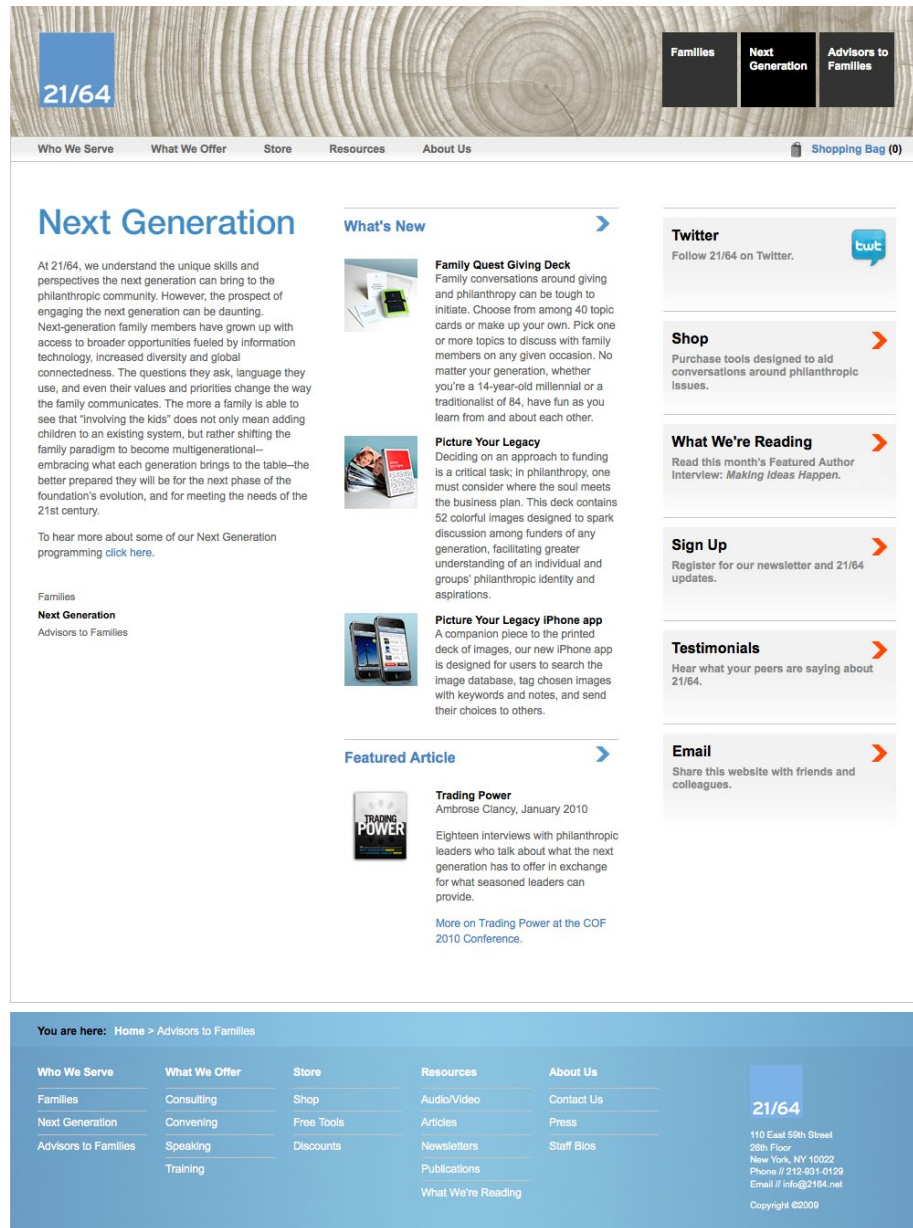 21/64
Families
Next
Generation
Advisors to
Families
Who We Serve
What We Offer
Store
Resources
About Us
Shopping Bag (0)
Next Generation
At 21/64, we understand the unique skills and
perspectives the next generation can bring to the
philanthropic community. However, the prospect of
engaging the next generation can be daunting.
Next-generation family members have grown up with
access to broader opportunities fueled by information
technology, increased diversity and global
connectedness. The questions they ask, language they
use, and even their values and priorities change the way
the family communicates. The more a family is able to
see that “involving the kids” does not only mean adding
children to an existing system, but rather shifting the
family paradigm to become multigenerational--
embracing what each generation brings to the table--the
better prepared they will be for the next phase of the
foundation's evolution, and for meeting the needs of the
21st century.
To hear more about some of our Next Generation
programming click here.
Families
Next Generation
Advisors to Families
What's New
Family Quest Giving Deck
Family conversations around giving
and philanthropy can be tough to
initiate. Choose from among 40 topic
cards or make up your own. Pick one
or more topics to discuss with family
members on any given occasion. No
matter your generation, whether
you're a 14-year-old millennial or a
traditionalist of 84, have fun as you
learn from and about each other.
Picture Your Legacy
Deciding on an approach to funding
is a critical task; in philanthropy, one
must consider where the soul meets
the business plan. This deck contains
52 colorful images designed to spark
discussion among funders of any
generation, facilitating greater
understanding of an individual and
groups' philanthropic identity and
aspirations.
Picture Your Legacy iPhone app
A companion piece to the printed
deck of images, our new iPhone app
is designed for users to search the
image database, tag chosen images
with keywords and notes, and send
their choices to others.
Featured Article
TRADING
POWER
Trading Power
Ambrose Clancy, January 2010
Eighteen interviews with philanthropic
leaders who talk about what the next
generation has to offer in exchange
for what seasoned leaders can
provide.
More on Trading Power at the COF
2010 Conference.
Twitter
Follow 21/64 on Twitter.
twt
Shop
Purchase tools designed to aid
conversations around philanthropic
issues.
What We're Reading
Read this month's Featured Author
Interview: Making Ideas Happen.
Sign Up
Register for our newsletter and 21/64
updates.
Testimonials
Hear what your peers are saying about
21/64.
Email
Share this website with friends and
colleagues.
You are here: Home > Advisors to Families
Who We Serve
Families
Next Generation
Advisors to Families
What We Offer
Consulting
Convening
Speaking
Training
Store
Shop
Free Tools
Discounts
Resources
Audio/Video
Articles
Newsletters
Publications
What We're Reading
About Us
Contact Us
Press
Staff Bios
21/64
110 East 59th Street
26th Floor
New York, NY 10022
Phone // 212-931-0129
Email // info@2164.net
Copyright ©2009